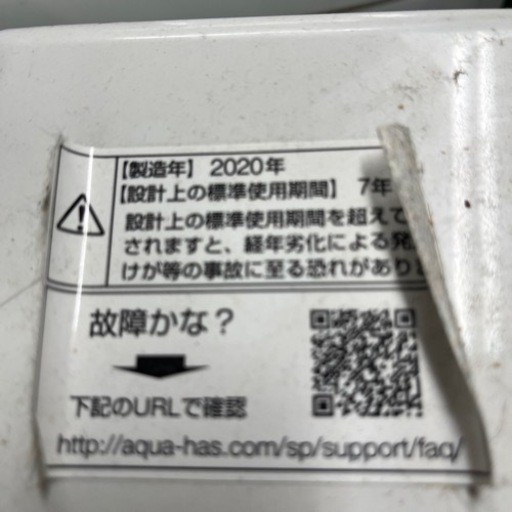 【製造年】 2020年
【設計上の標準使用期間】 7年
設計上の標準使用期間を超えて
されますと、経年劣化による発
けが等の事故に至る恐れがあり
故障かな？
下記のURLで確認
http://aqua-has.com/sp/support/faq/